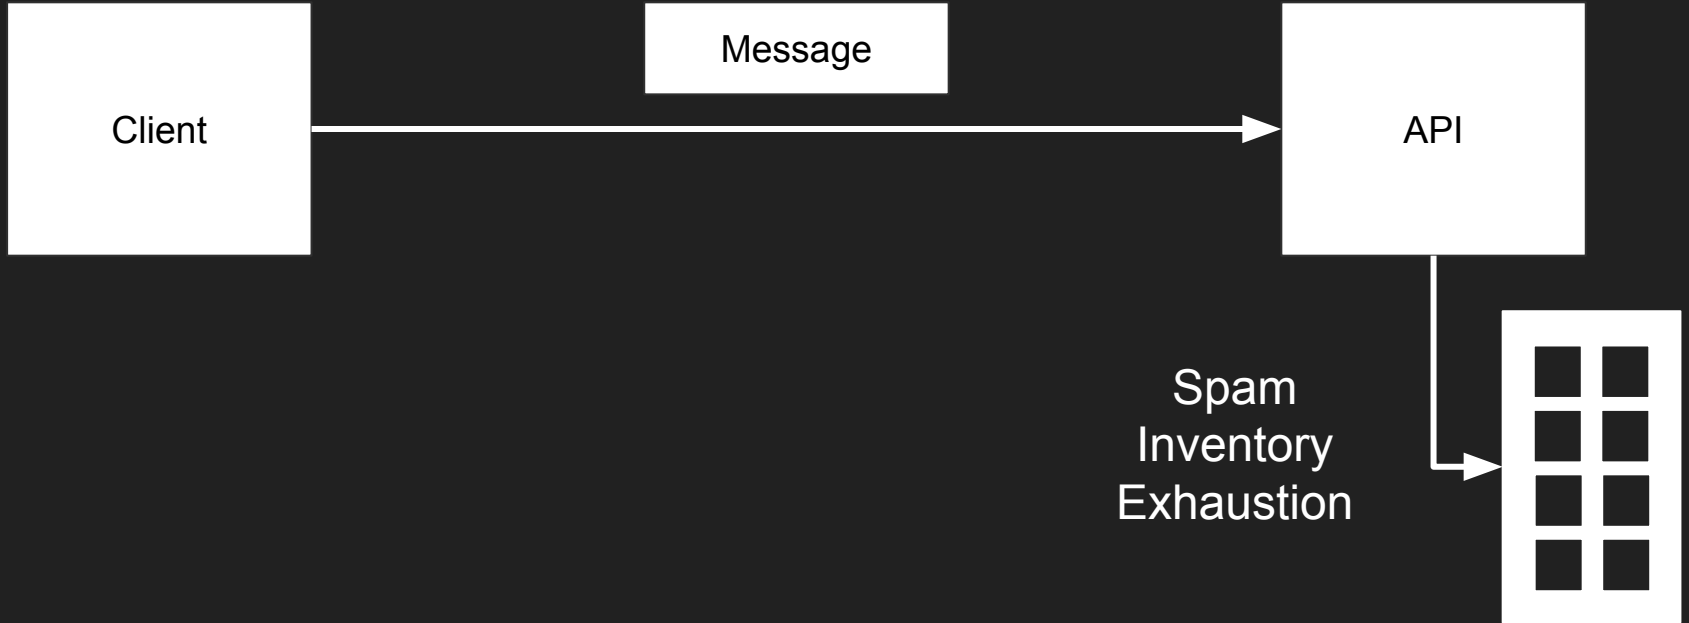 Message
Client
API
Spam
Inventory
Exhaustion